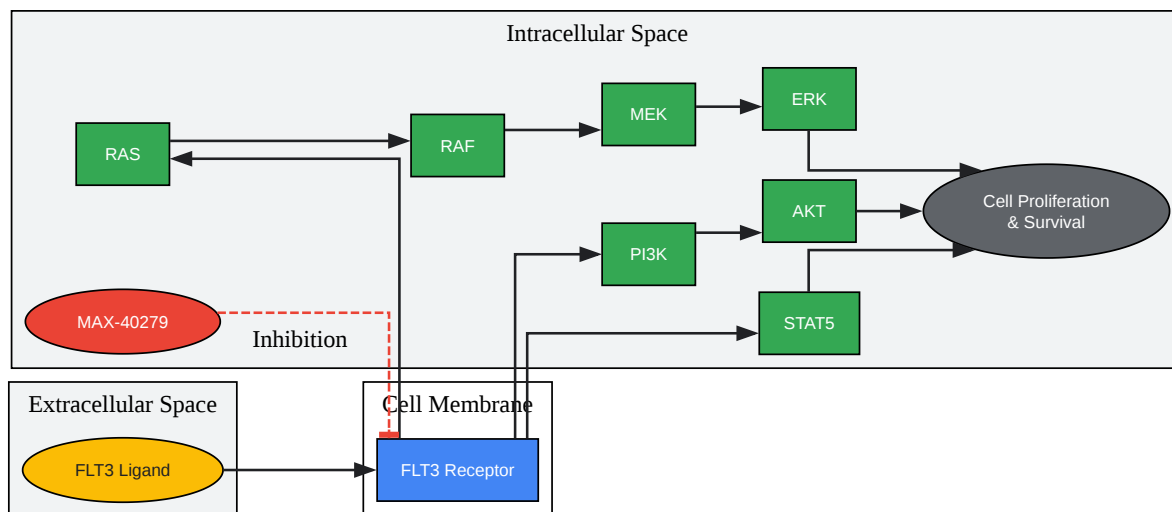 Intracellular Space
ERK
MEK
RAF
RAS
Cell Proliferation
& Survival
AKT
PI3K
MAX-40279
STAT5
Inhibition
Extracellular Space
Cell Membrane
FLT3 Ligand
FLT3 Receptor